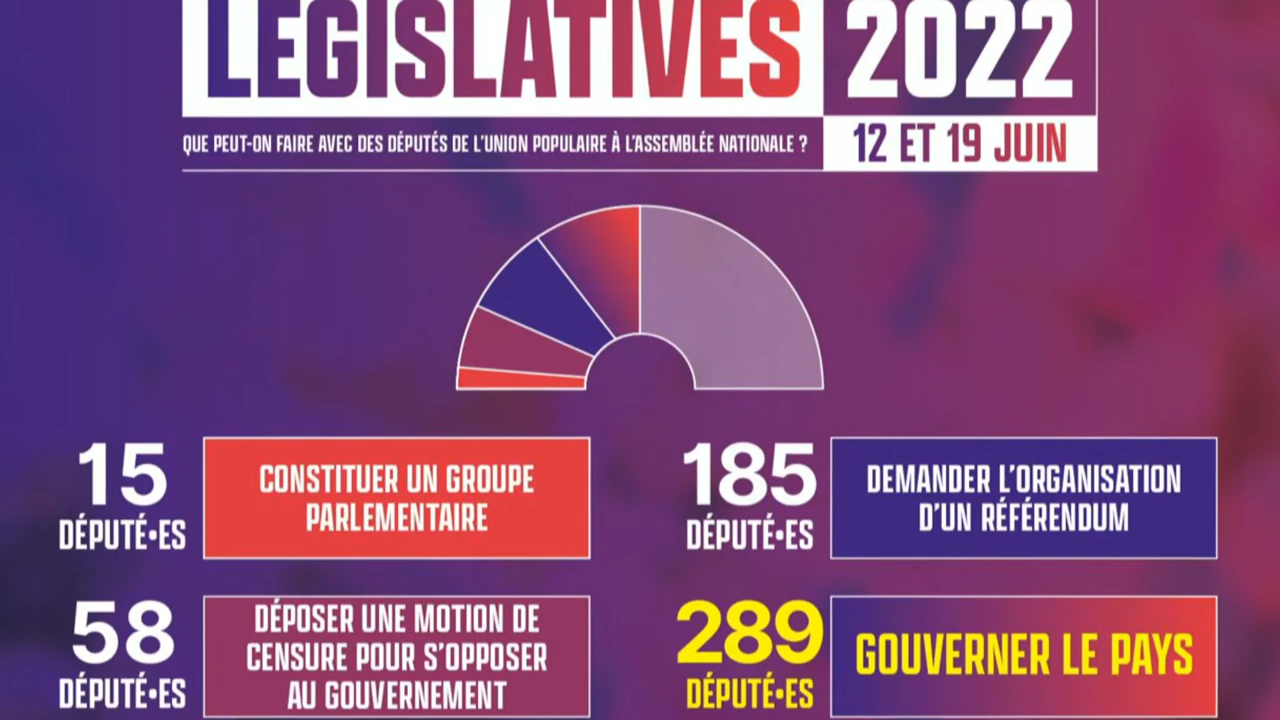 LÉGISLATIVES 2022
QUE PEUT-ON FAIRE AVEC DES DÉPUTÉS DE L'UNION POPULAIRE À L'ASSEMBLÉE NATIONALE ?
12 ET 19 JUIN
15
DÉPUTÉ•ES
CONSTITUER UN GROUPE
PARLEMENTAIRE
185
DÉPUTÉ•ES
DEMANDER L'ORGANISATION
D'UN RÉFÉRENDUM
58
DÉPUTÉ•ES
DÉPOSER UNE MOTION DE
CENSURE POUR S'OPPOSER
AU GOUVERNEMENT
289
DÉPUTÉ•ES
GOUVERNER LE PAYS